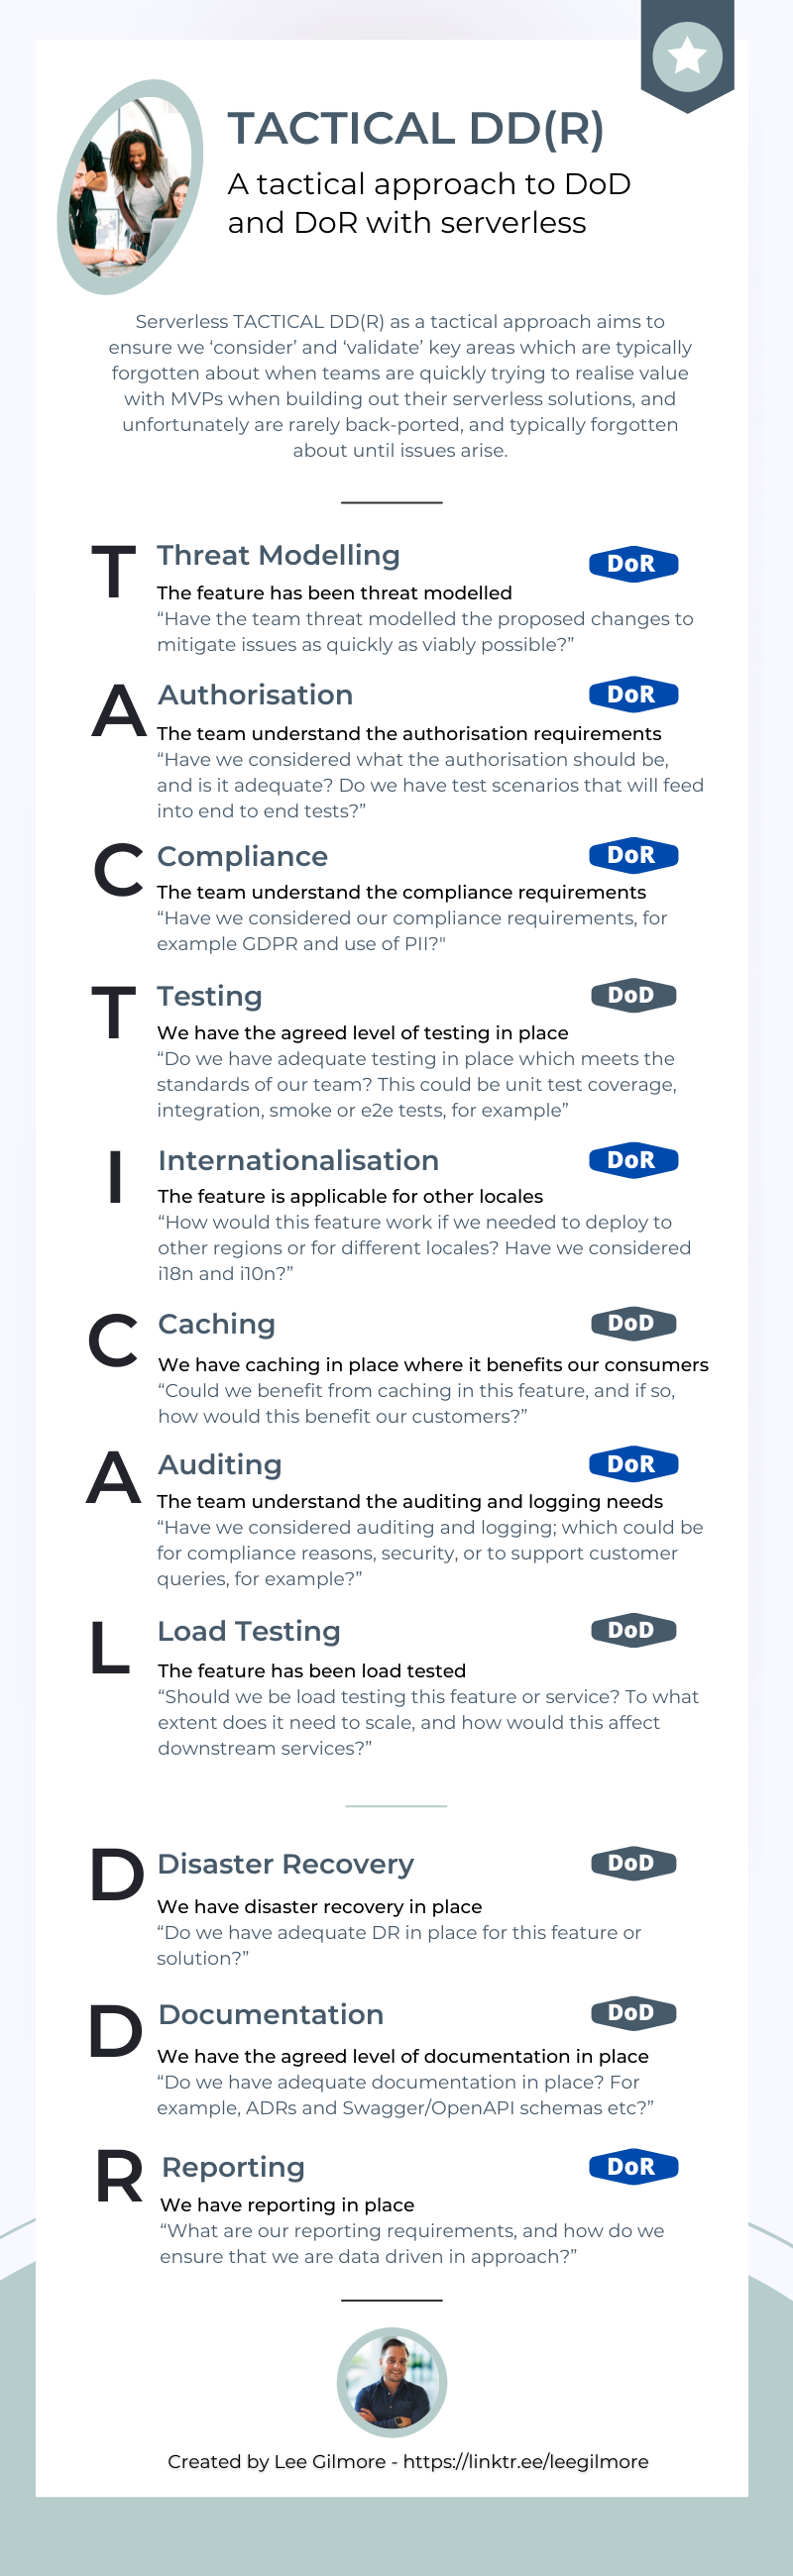 TACTICAL DD(R)
A tactical approach to DoD
and DoR with serverless
Serverless TACTICAL DD(R) as a tactical approach aims to
ensure we ‘consider’ and ‘validate’ key areas which are typically
forgotten about when teams are quickly trying to realise value
with MVPs when building out their serverless solutions, and
unfortunately are rarely back-ported, and typically forgotten
about until issues arise.
T Threat Modelling DoR
The feature has been threat modelled
“Have the team threat modelled the proposed changes to
mitigate issues as quickly as viably possible?”
A Authorisation DoR
The team understand the authorisation requirements
“Have we considered what the authorisation should be,
and is it adequate? Do we have test scenarios that will feed
into end to end tests?”
C Compliance DoR
The team understand the compliance requirements
“Have we considered our compliance requirements, for
example GDPR and use of PII?"
T Testing DoD
We have the agreed level of testing in place
“Do we have adequate testing in place which meets the
standards of our team? This could be unit test coverage,
integration, smoke or e2e tests, for example”
I Internationalisation DoR
The feature is applicable for other locales
“How would this feature work if we needed to deploy to
other regions or for different locales? Have we considered
i18n and i10n?”
C Caching DoD
We have caching in place where it benefits our consumers
“Could we benefit from caching in this feature, and if so,
how would this benefit our customers?”
A Auditing DoR
The team understand the auditing and logging needs
“Have we considered auditing and logging; which could be
for compliance reasons, security, or to support customer
queries, for example?”
L Load Testing DoD
The feature has been load tested
“Should we be load testing this feature or service? To what
extent does it need to scale, and how would this affect
downstream services?”
D Disaster Recovery DoD
We have disaster recovery in place
“Do we have adequate DR in place for this feature or
solution?”
D Documentation DoD
We have the agreed level of documentation in place
“Do we have adequate documentation in place? For
example, ADRs and Swagger/OpenAPI schemas etc?”
R Reporting DoR
We have reporting in place
“What are our reporting requirements, and how do we
ensure that we are data driven in approach?”
Created by Lee Gilmore - https://linktr.ee/leegilmore